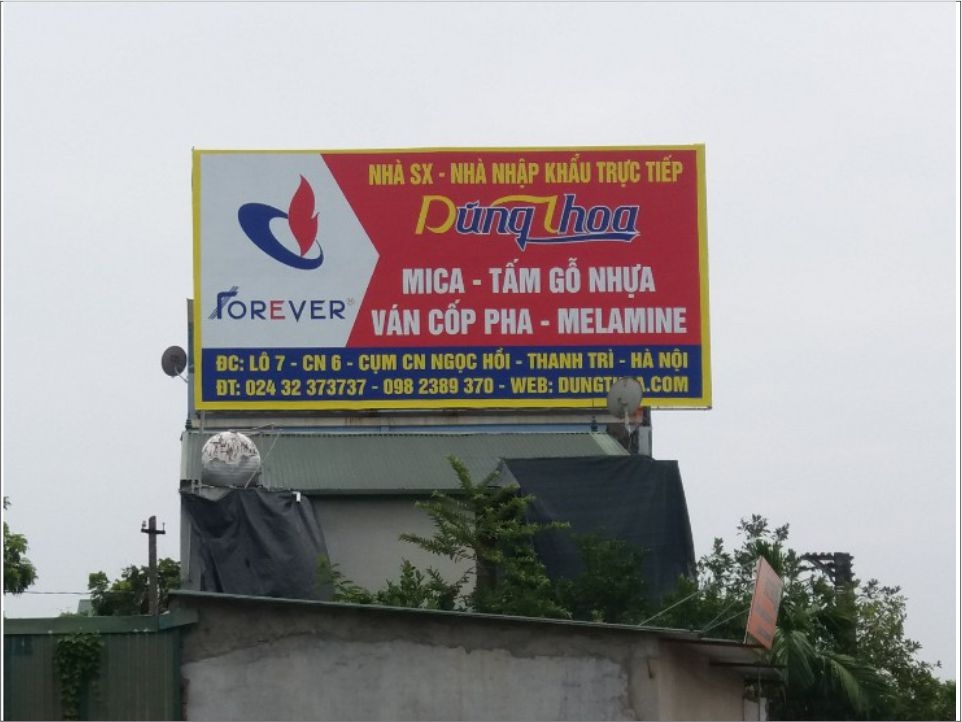 NHÀ SX - NHÀ NHẬP KHẨU TRỰC TIẾP
Dũng Thoa
MICA - TẤM GỖ NHỰA
VÁN CỐP PHA - MELAMINE
FOREVER®
ĐC: LÔ 7 - CN 6 - CỤM CN NGỌC HỒI - THANH TRÌ - HÀ NỘI
ĐT: 024 32 373737 - 098 2389 370 - WEB: